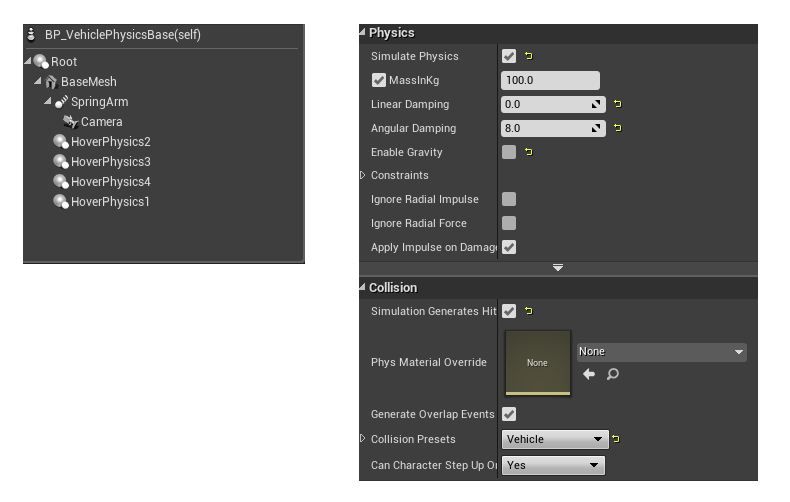 BP_VehiclePhysicsBase(self)
Root
BaseMesh
SpringArm
Camera
HoverPhysics2
HoverPhysics3
HoverPhysics4
HoverPhysics1
Physics
Simulate Physics
MassInKg 100.0
Linear Damping 0.0
Angular Damping 8.0
Enable Gravity
Constraints
Ignore Radial Impulse
Ignore Radial Force
Apply Impulse on Damag
Collision
Simulation Generates Hit
Phys Material Override None None
Generate Overlap Events
Collision Presets Vehicle
Can Character Step Up O Yes